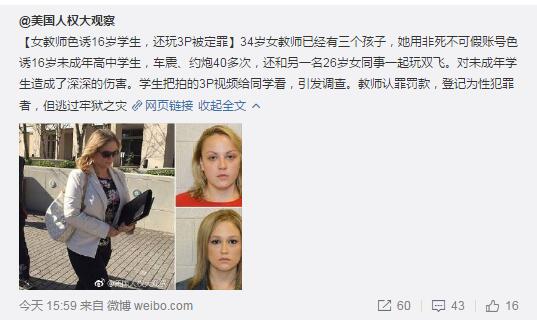 @美国人权大观察
【女教师色诱16岁学生，还玩3P被定罪】34岁女教师已经有三个孩子，她用非死不可假账号色
诱16岁未成年高中学生，车震、约炮40多次，还和另一名26岁女同事一起玩双飞。对未成年学
生造成了深深的伤害。学生把拍的3P视频给同学看，引发调查。教师认罪罚款，登记为性犯罪
者，但逃过牢狱之灾 网页链接 收起全文
@美国人权大观察
今天 15:59 来自 微博 weibo.com 60 43 16